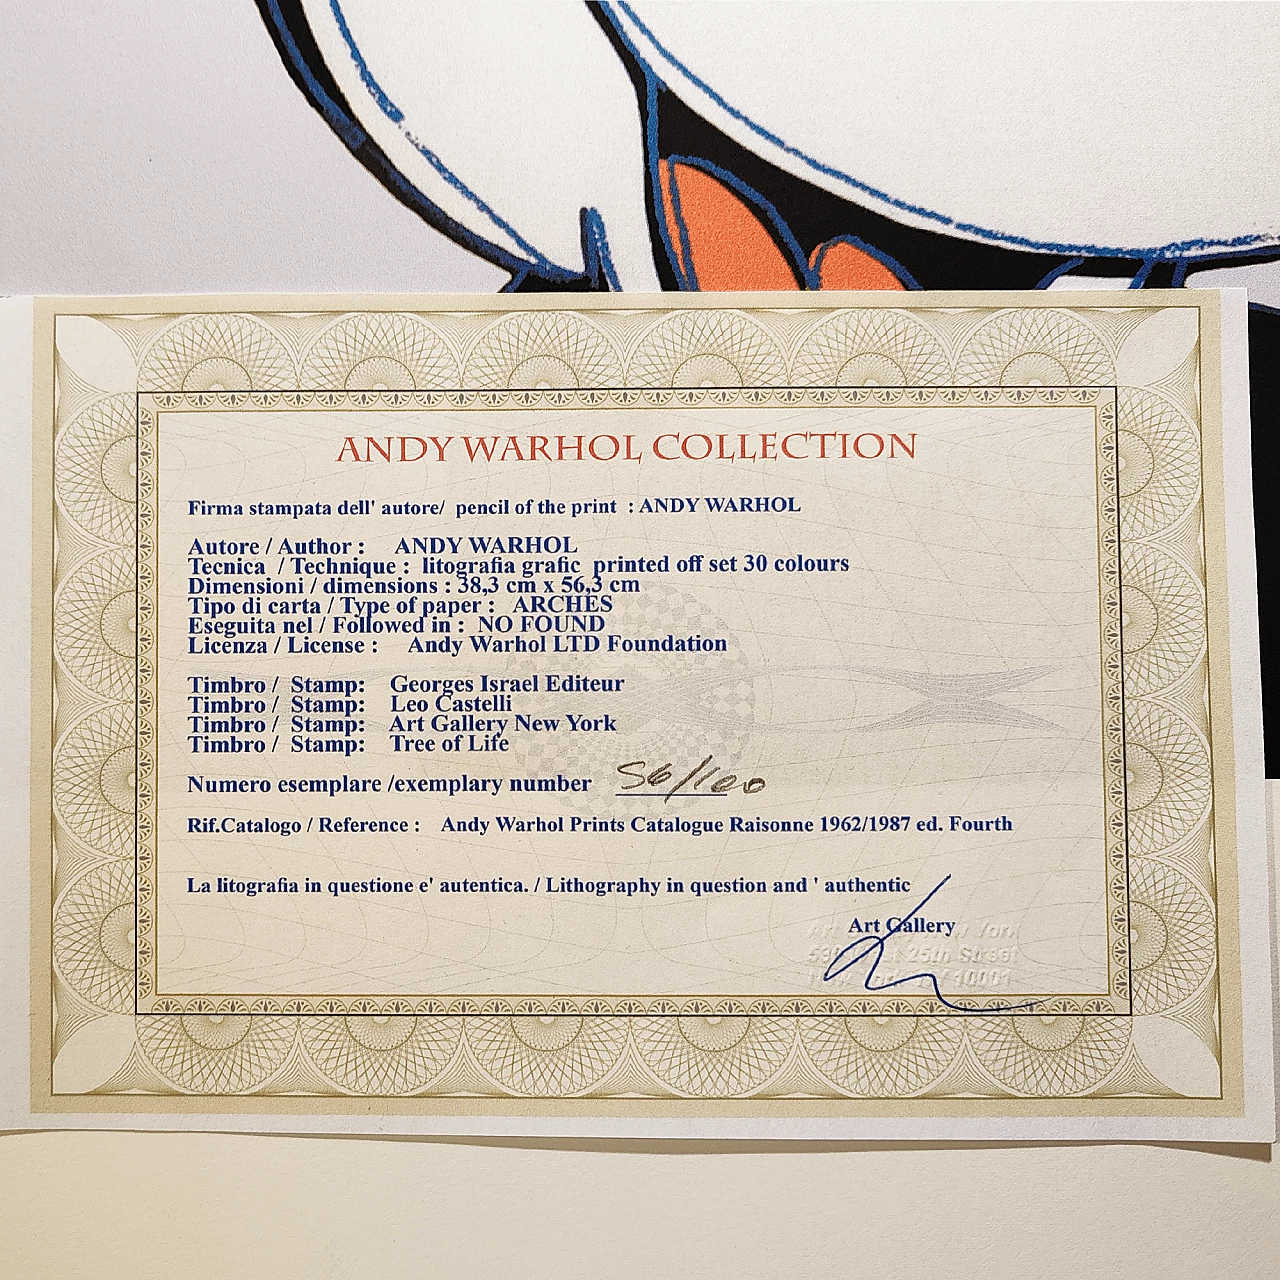 ANDY WARHOL COLLECTION
Firma stampata dell' autore/ pencil of the print : ANDY WARHOL
Autore / Author : ANDY WARHOL
Tecnica / Technique : litografia grafic printed off set 30 colours
Dimensioni / dimensions : 38,3 cm x 56,3 cm
Tipo di carta / Type of paper : ARCHES
Eseguita nel / Followed in : NO FOUND
Licenza / License : Andy Warhol LTD Foundation
Timbro / Stamp: Georges Israel Editeur
Timbro / Stamp: Leo Castelli
Timbro / Stamp: Art Gallery New York
Timbro / Stamp: Tree of Life
Numero esemplare /exemplary number 56/100
Rif.Catalogo / Reference : Andy Warhol Prints Catalogue Raisonne 1962/1987 ed. Fourth
La litografia in questione e' autentica. / Lithography in question and ' authentic
Art Gallery
25th Street
10001